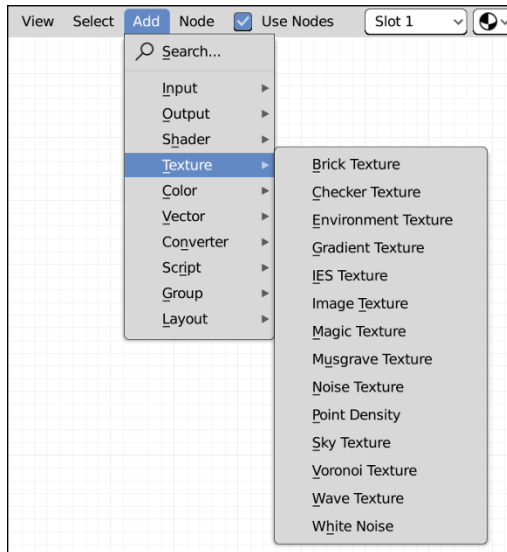 View Select Add Node Use Nodes Slot 1
Search...
Input
Output
Shader
Texture
Color
Vector
Converter
Script
Group
Layout
Brick Texture
Checker Texture
Environment Texture
Gradient Texture
IES Texture
Image Texture
Magic Texture
Musgrave Texture
Noise Texture
Point Density
Sky Texture
Voronoi Texture
Wave Texture
White Noise